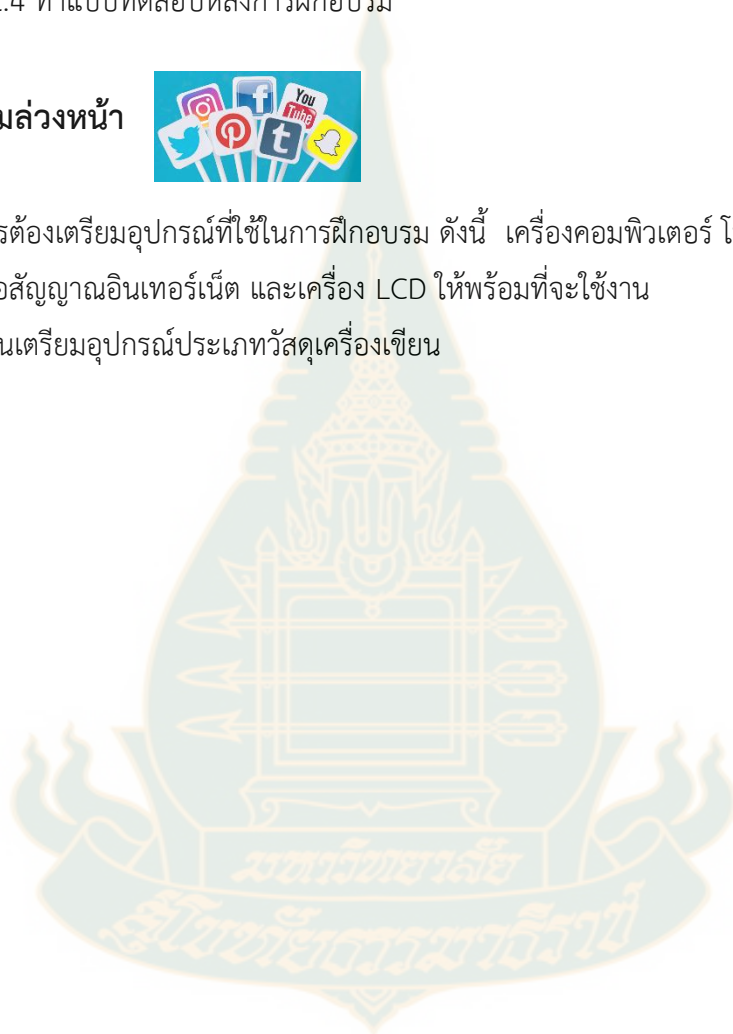 .4 ทำแบบทดสอบหลังการฝึกอบรม
มล่วงหน้า
f
You
Tube
t
รต้องเตรียมอุปกรณ์ที่ใช้ในการฝึกอบรม ดังนี้ เครื่องคอมพิวเตอร์ โ
อสัญญาณอินเทอร์เน็ต และเครื่อง LCD ให้พร้อมที่จะใช้งาน
นเตรียมอุปกรณ์ประเภทวัสดุเครื่องเขียน
มหาวิทยาลัย
สุโขทัยธรรมาธิราช